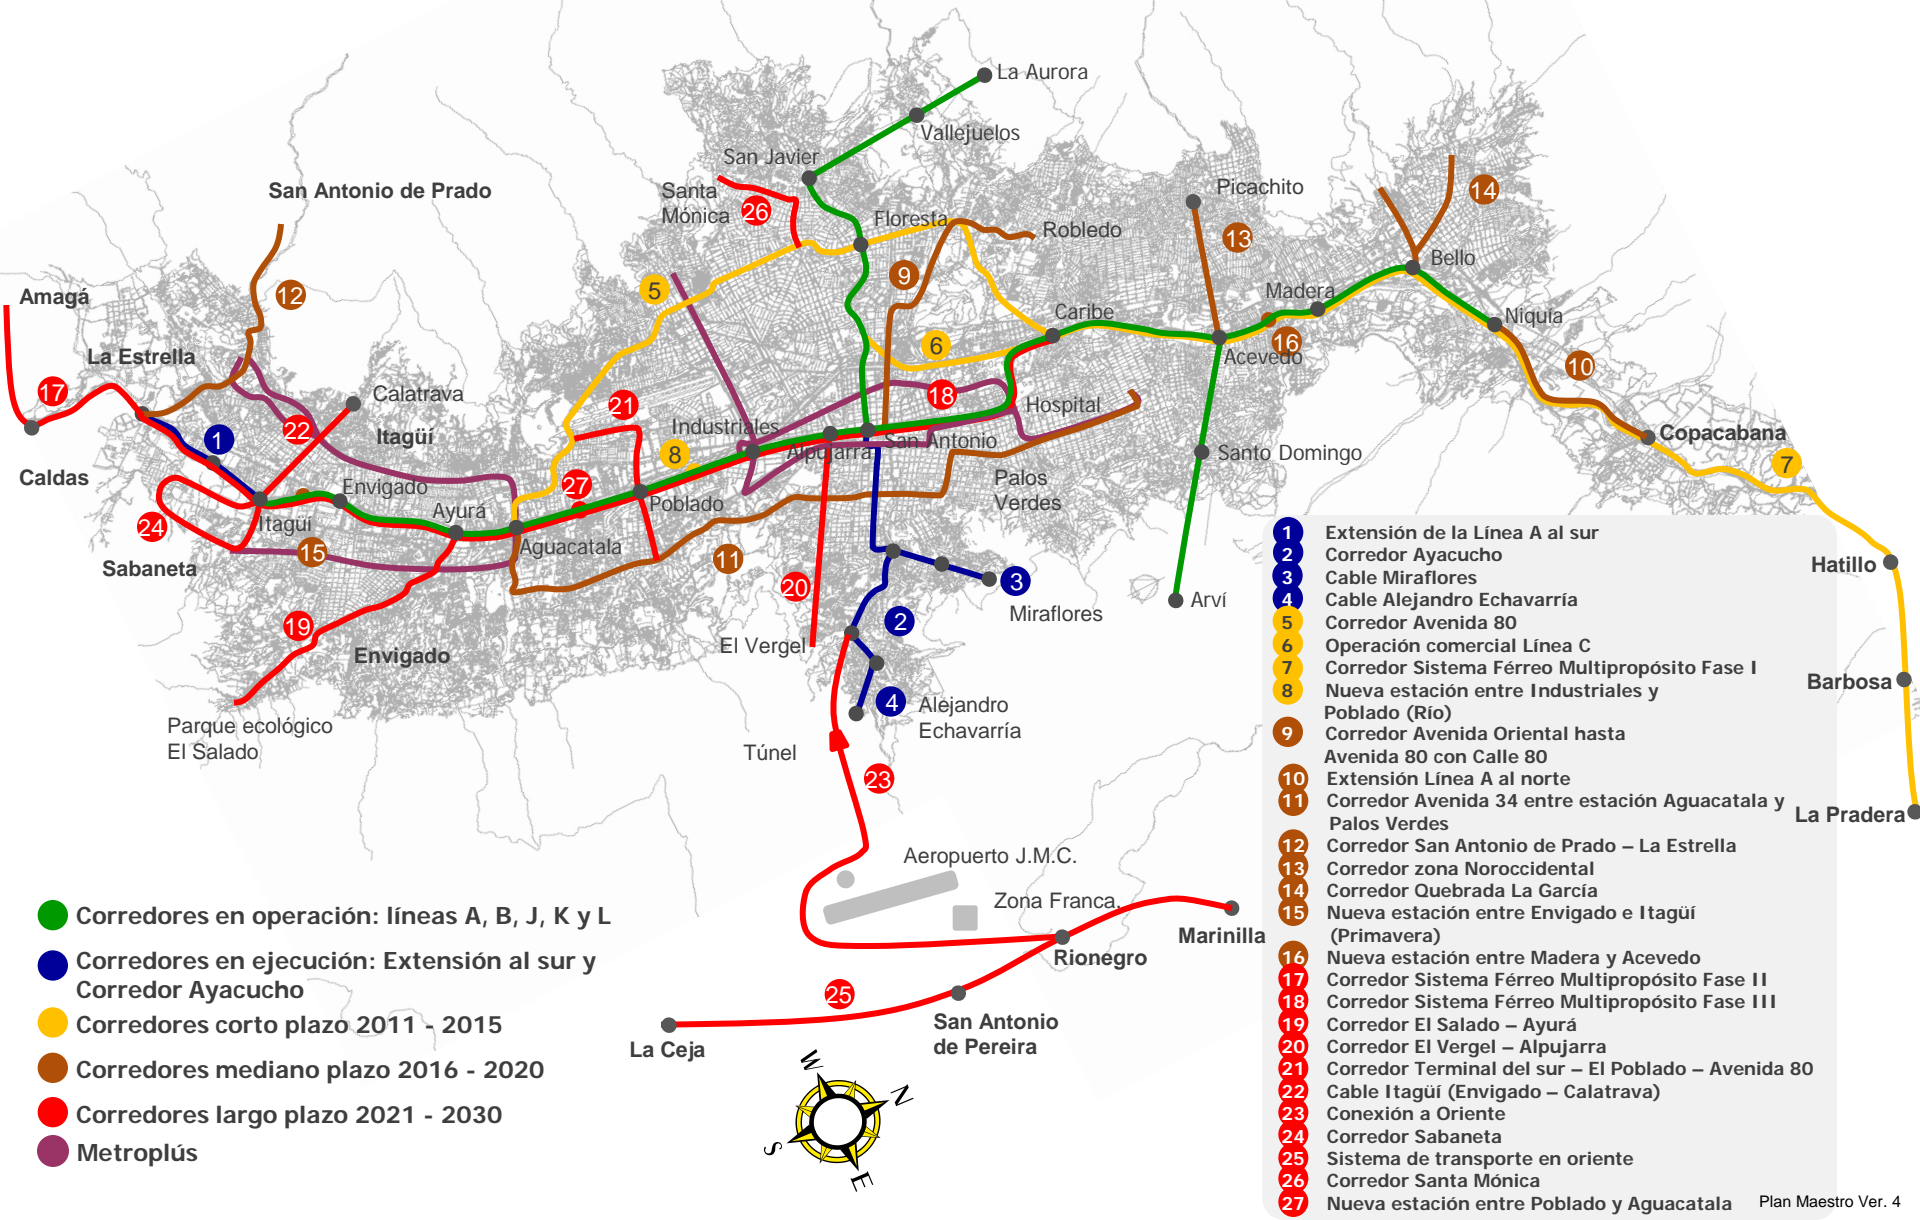 La Aurora
Vallejuelos
San Javier
Santa
Mónica
26
San Antonio de Prado
Floresta
Robledo
Picachito
13
14
Bello
Amagá
12
5
9
Madera
Caribe
Niquía
La Estrella
6
Acevedo
16
10
17
Calatrava
18
21
Hospital
22
Itagüí
Industriales
1
8
Alpujarra
San Antonio
Santo Domingo
Copacabana
7
Caldas
Envigado
27
Poblado
Palos
Verdes
24
Itagüí
Ayurá
Aguacatala
15
11
Sabaneta
20
3
Miraflores
Arví
Hatillo
19
2
El Vergel
Envigado
4
Alejandro
Echavarría
Barbosa
Parque ecológico
El Salado
Túnel
23
La Pradera
Aeropuerto J.M.C.
Zona Franca.
Marinilla
Rionegro
25
San Antonio
de Pereira
La Ceja
W
N
S
E
Corredores en operación: líneas A, B, J, K y L
Corredores en ejecución: Extensión al sur y
Corredor Ayacucho
Corredores corto plazo 2011 - 2015
Corredores mediano plazo 2016 - 2020
Corredores largo plazo 2021 - 2030
Metroplús
1 Extensión de la Línea A al sur
2 Corredor Ayacucho
3 Cable Miraflores
4 Cable Alejandro Echavarría
5 Corredor Avenida 80
6 Operación comercial Línea C
7 Corredor Sistema Férreo Multipropósito Fase I
8 Nueva estación entre Industriales y
Poblado (Río)
9 Corredor Avenida Oriental hasta
Avenida 80 con Calle 80
10 Extensión Línea A al norte
11 Corredor Avenida 34 entre estación Aguacatala y
Palos Verdes
12 Corredor San Antonio de Prado – La Estrella
13 Corredor zona Noroccidental
14 Corredor Quebrada La García
15 Nueva estación entre Envigado e Itagüí
(Primavera)
16 Nueva estación entre Madera y Acevedo
17 Corredor Sistema Férreo Multipropósito Fase II
18 Corredor Sistema Férreo Multipropósito Fase III
19 Corredor El Salado – Ayurá
20 Corredor El Vergel – Alpujarra
21 Corredor Terminal del sur – El Poblado – Avenida 80
22 Cable Itagüí (Envigado – Calatrava)
23 Conexión a Oriente
24 Corredor Sabaneta
25 Sistema de transporte en oriente
26 Corredor Santa Mónica
27 Nueva estación entre Poblado y Aguacatala
Plan Maestro Ver. 4